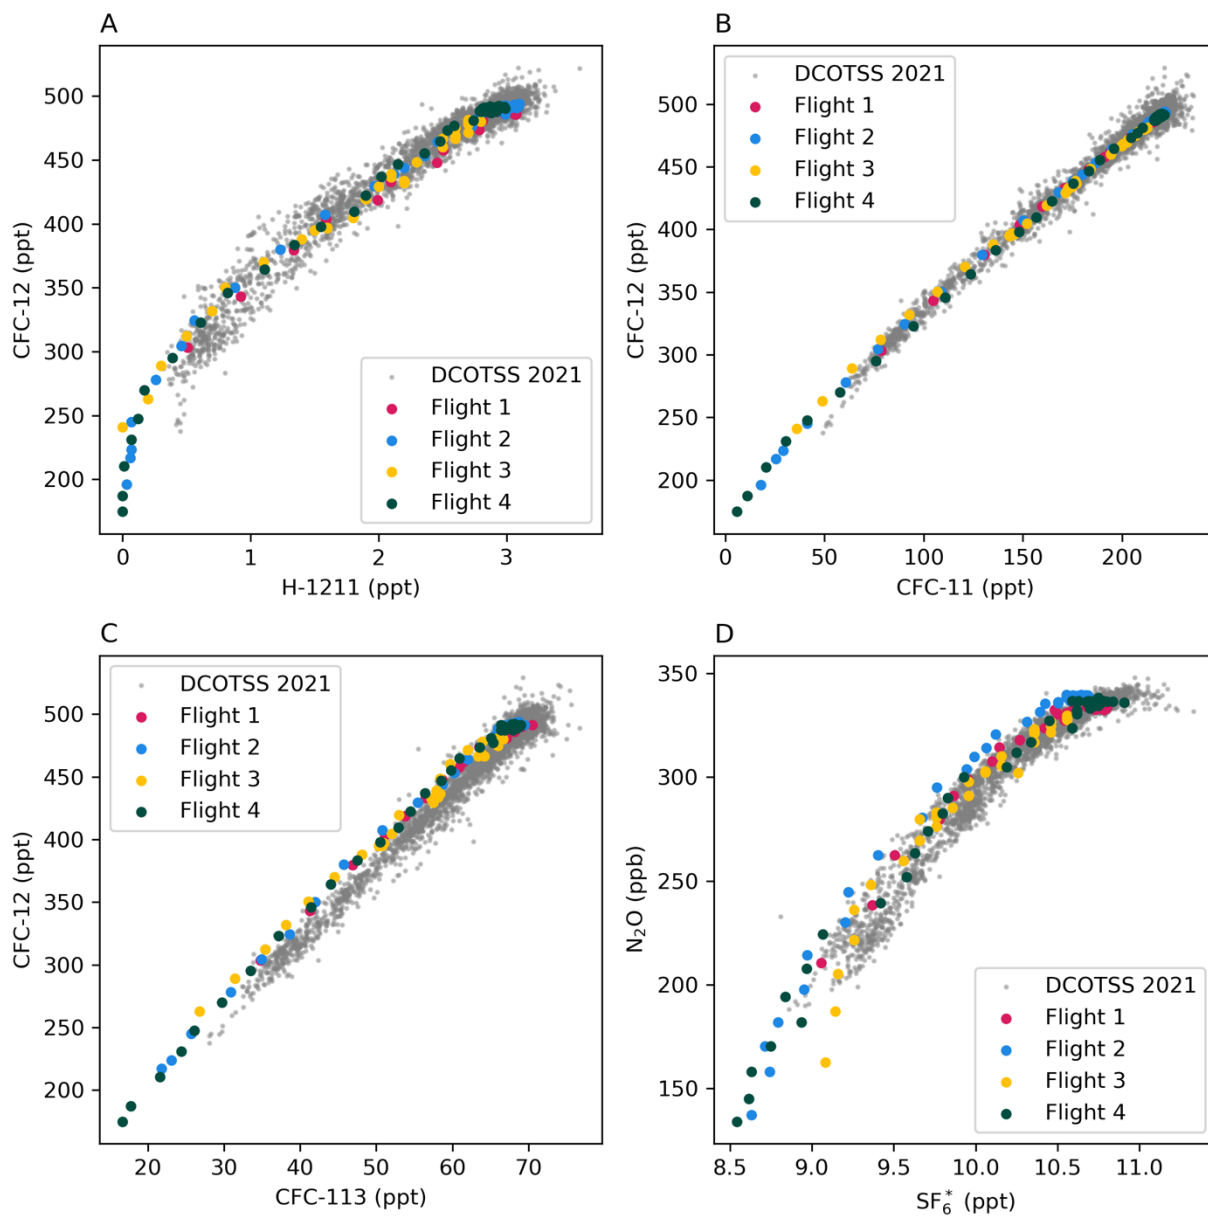 A
CFC-12 (ppt)
500
450
400
350
300
250
200
DCOTSS 2021
Flight 1
Flight 2
Flight 3
Flight 4
0 1 2 3
H-1211 (ppt)
B
CFC-12 (ppt)
500
450
400
350
300
250
200
DCOTSS 2021
Flight 1
Flight 2
Flight 3
Flight 4
0 50 100 150 200
CFC-11 (ppt)
C
CFC-12 (ppt)
500
450
400
350
300
250
200
DCOTSS 2021
Flight 1
Flight 2
Flight 3
Flight 4
20 30 40 50 60 70
CFC-113 (ppt)
D
N₂O (ppb)
350
300
250
200
150
DCOTSS 2021
Flight 1
Flight 2
Flight 3
Flight 4
8.5 9.0 9.5 10.0 10.5 11.0
SF₆* (ppt)